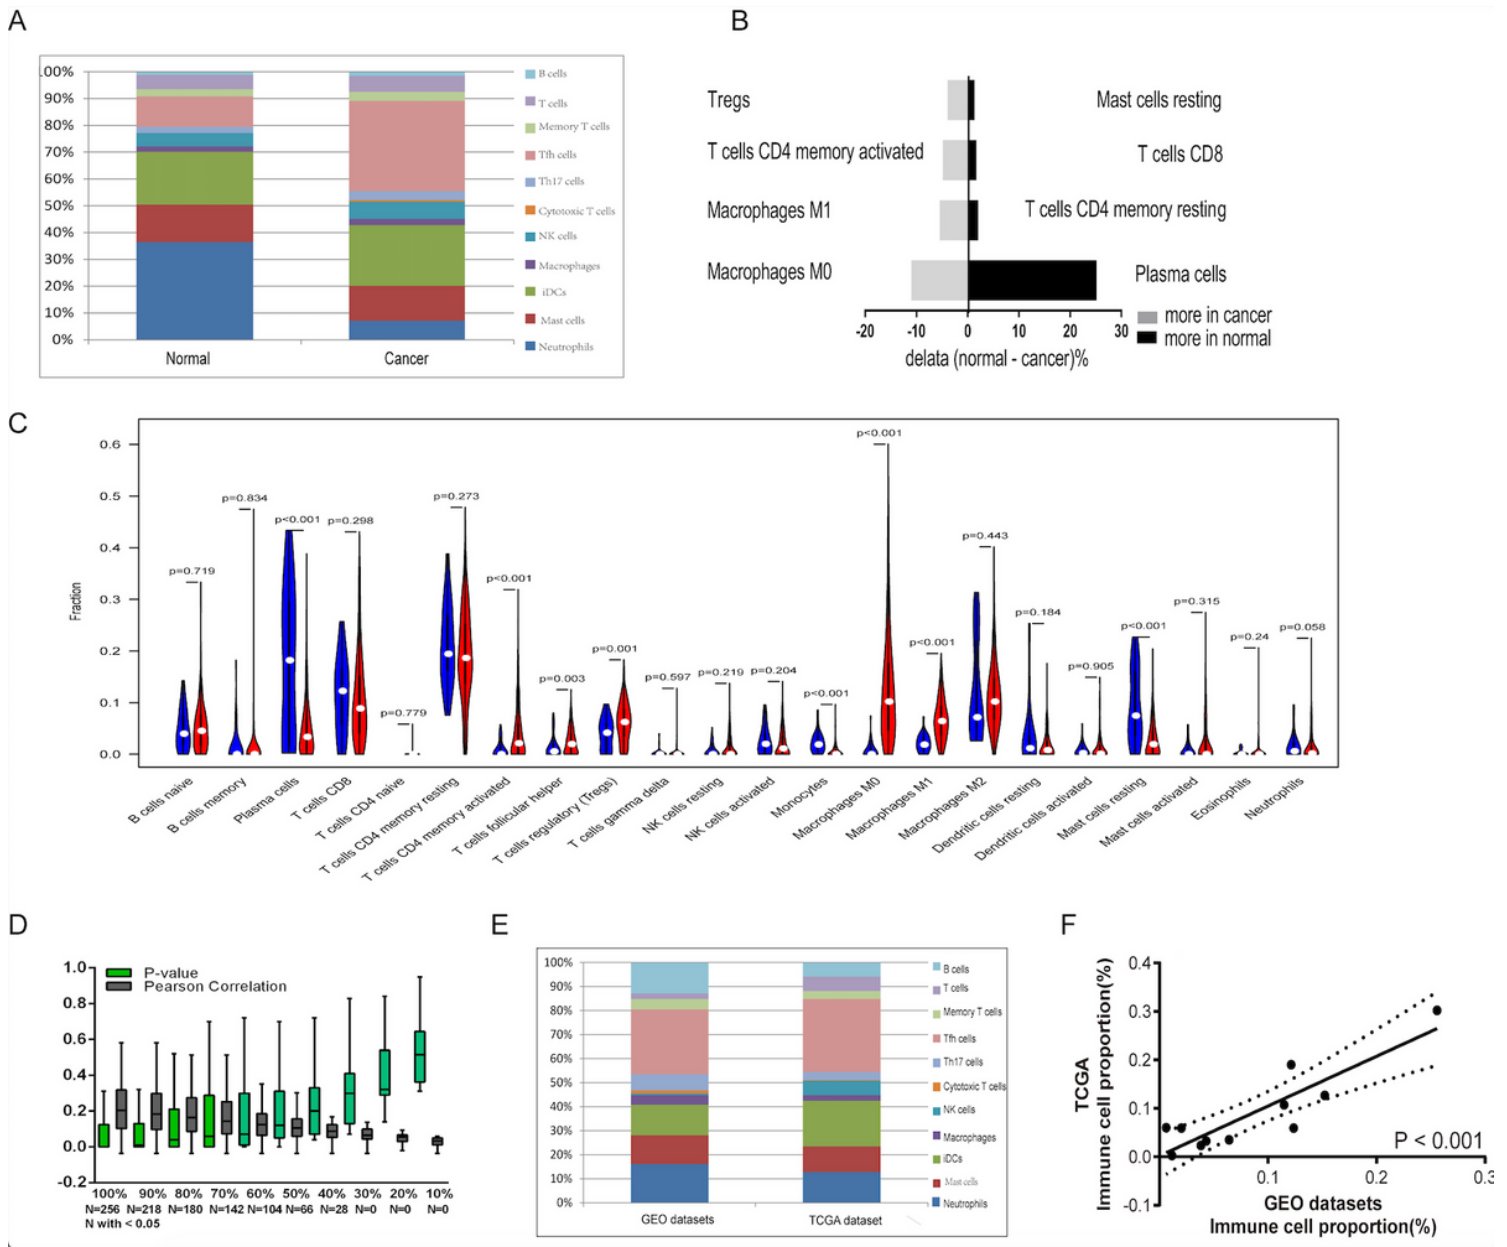 A
.00%
90%
80%
70%
60%
50%
40%
30%
20%
10%
0%
Normal
Cancer
B cells
T cells
Memory T cells
Tfh cells
Th17 cells
Cytotoxic T cells
NK cells
Macrophages
iDCs
Mast cells
Neutrophils
B
Tregs
T cells CD4 memory activated
Macrophages M1
Macrophages M0
Mast cells resting
T cells CD8
T cells CD4 memory resting
Plasma cells
-20 -10 0 10 20 30
delata (normal - cancer)%
more in cancer
more in normal
C
Fraction
0.6
0.5
0.4
0.3
0.2
0.1
0.0
p=0.719
p=0.834
p<0.001
p=0.298
p=0.779
p=0.273
p<0.001
p=0.003
p=0.001
p=0.597
p=0.219
p=0.204
p<0.001
p<0.001
p<0.001
p=0.443
p=0.184
p=0.905
p<0.001
p=0.315
p=0.24
p=0.058
B cells naive
B cells memory
Plasma cells
T cells CD8
T cells CD4 naive
T cells CD4 memory resting
T cells CD4 memory activated
T cells follicular helper
T cells regulatory (Tregs)
T cells gamma delta
NK cells resting
NK cells activated
Monocytes
Macrophages M0
Macrophages M1
Macrophages M2
Dendritic cells resting
Dendritic cells activated
Mast cells resting
Mast cells activated
Eosinophils
Neutrophils
D
1.0
0.8
0.6
0.4
0.2
0.0
-0.2
P-value
Pearson Correlation
100% 90% 80% 70% 60% 50% 40% 30% 20% 10%
N=256 N=218 N=180 N=142 N=104 N=66 N=28 N=0 N=0 N=0
N with < 0.05
E
100%
90%
80%
70%
60%
50%
40%
30%
20%
10%
0%
GEO datasets
TCGA dataset
B cells
T cells
Memory T cells
Tfh cells
Th17 cells
Cytotoxic T cells
NK cells
Macrophages
iDCs
Mast cells
Neutrophils
F
TCGA
Immune cell proportion(%)
0.4
0.3
0.2
0.1
0.0
-0.1
0.1 0.2 0.3
P < 0.001
GEO datasets
Immune cell proportion(%)